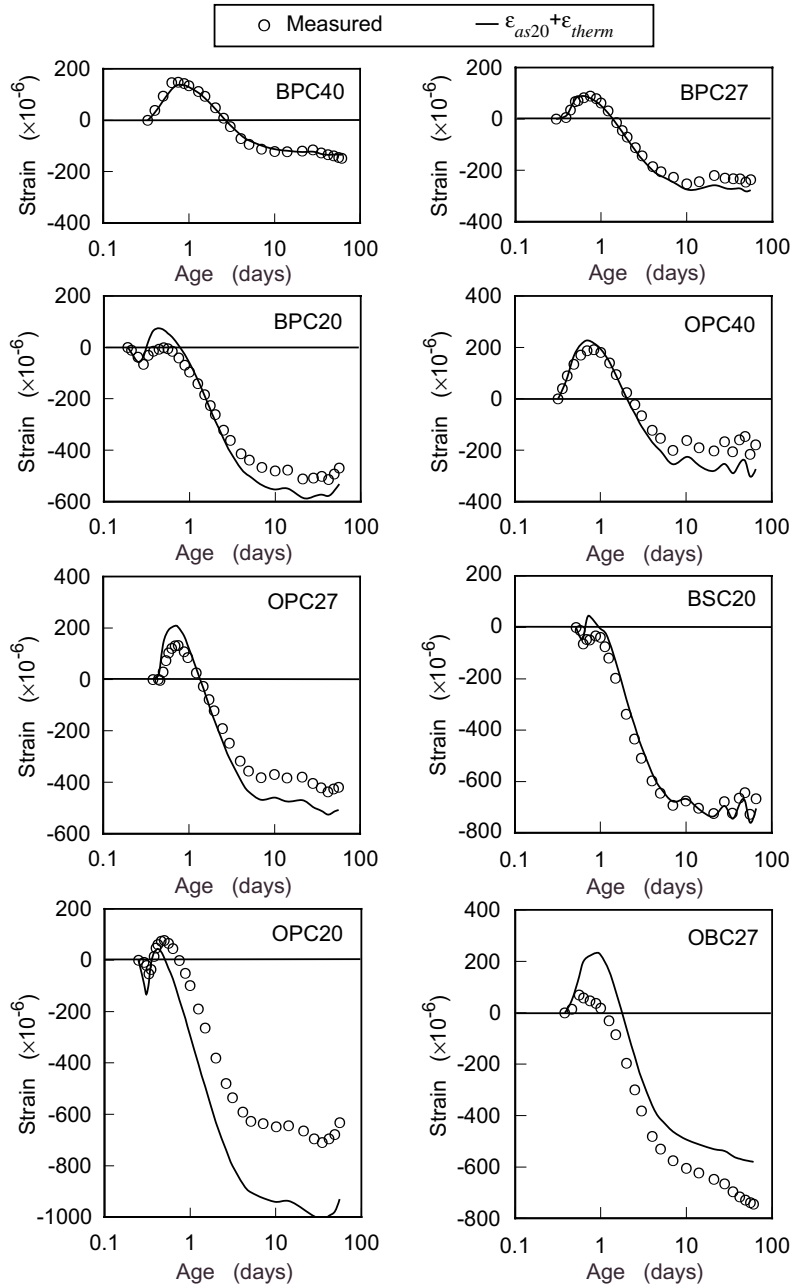 Measured
εas20+εtherm
200
0
-200
-400
BPC40
Strain (×10-6)
0.1 1 10 100
Age (days)
200
0
-200
-400
BPC27
Strain (×10-6)
0.1 1 10 100
Age (days)
200
0
-200
-400
-600
BPC20
Strain (×10-6)
0.1 1 10 100
Age (days)
400
200
0
-200
-400
OPC40
Strain (×10-6)
0.1 1 10 100
Age (days)
400
200
0
-200
-400
-600
OPC27
Strain (×10-6)
0.1 1 10 100
Age (days)
200
0
-200
-400
-600
-800
BSC20
Strain (×10-6)
0.1 1 10 100
Age (days)
200
0
-200
-400
-600
-800
-1000
OPC20
Strain (×10-6)
0.1 1 10 100
Age (days)
400
200
0
-200
-400
-600
-800
OBC27
Strain (×10-6)
0.1 1 10 100
Age (days)